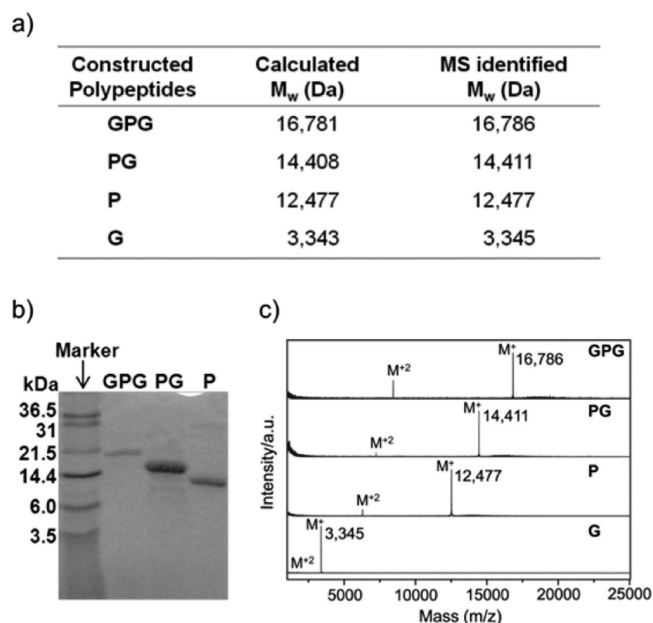 a)
Constructed Polypeptides Calculated Mw (Da) MS identified Mw (Da)
GPG 16,781 16,786
PG 14,408 14,411
P 12,477 12,477
G 3,343 3,345
b)
Marker
kDa GPG PG P
36.5
31
21.5
14.4
6.0
3.5
c)
GPG
M+ 16,786
M+2
PG
M+ 14,411
M+2
P
M+ 12,477
M+2
G
M+ 3,345
M+2
Intensity/a.u.
5000 10000 15000 20000 25000
Mass (m/z)